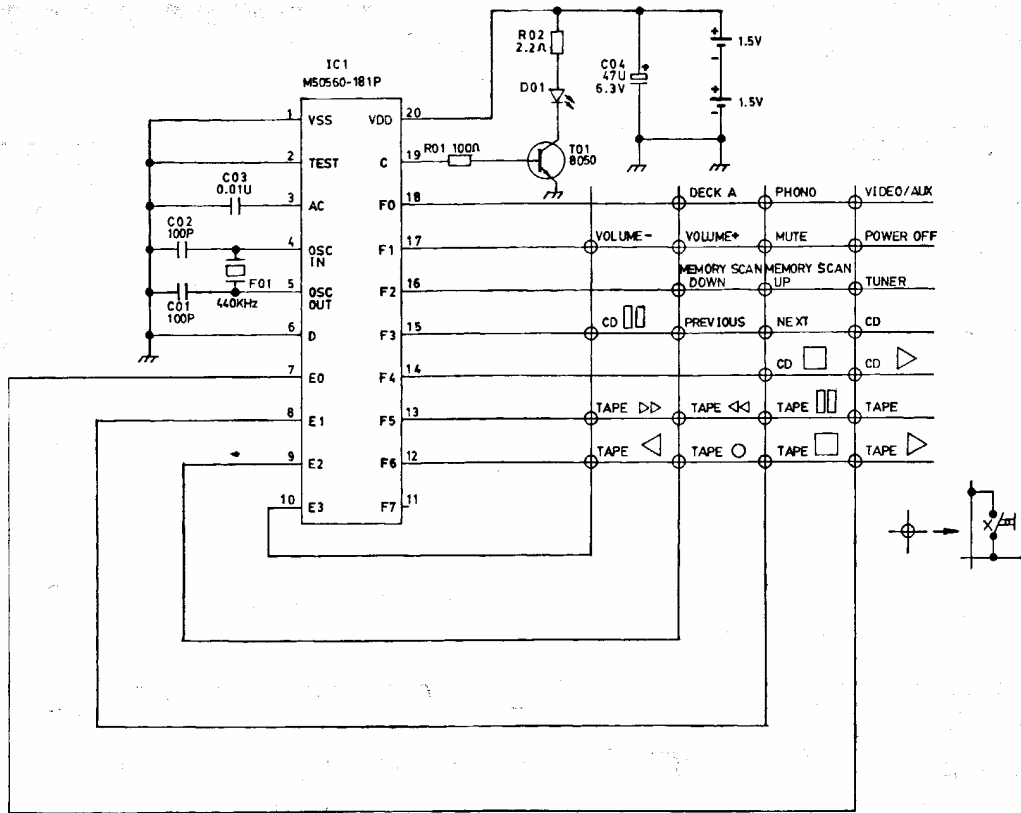 R02
2.2Ω
D01
C04
47U
6.3V
+
1.5V
-
+
1.5V
-
IC1
M50560-181P
1 VSS VDD 20
R01 100Ω
T01
8050
2 TEST C 19
C03
0.01U
3 AC F0 18
DECK A PHONO VIDEO/AUX
C02
100P
4 OSC IN F1 17
VOLUME- VOLUME+ MUTE POWER OFF
F01
440KHz
C01
100P
5 OSC OUT F2 16
MEMORY SCAN DOWN MEMORY SCAN UP TUNER
6 D F3 15
CD PREVIOUS NEXT CD
7 E0 F4 14
CD CD
8 E1 F5 13
TAPE TAPE TAPE TAPE
9 E2 F6 12
TAPE TAPE TAPE TAPE
10 E3 F7 11
X